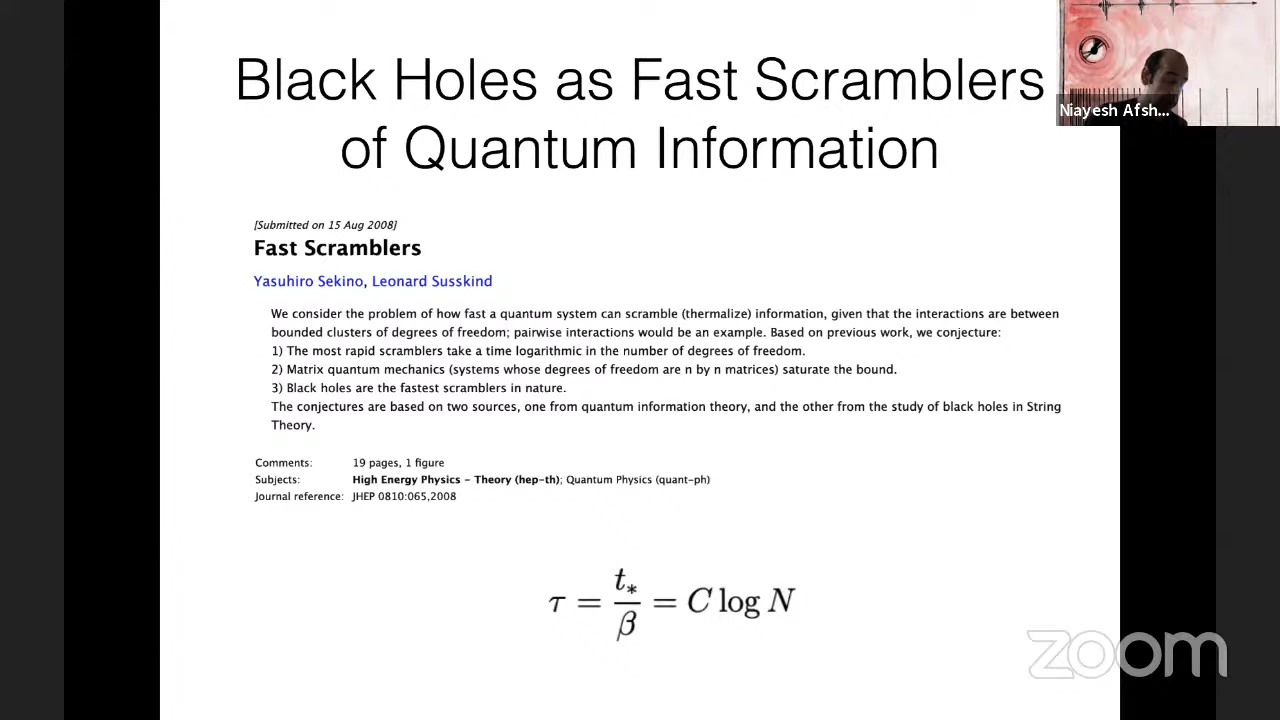 Black Holes as Fast Scramblers
of Quantum Information
Niayesh Afsh...
[Submitted on 15 Aug 2008]
Fast Scramblers
Yasuhiro Sekino, Leonard Susskind
We consider the problem of how fast a quantum system can scramble (thermalize) information, given that the interactions are between
bounded clusters of degrees of freedom; pairwise interactions would be an example. Based on previous work, we conjecture:
1) The most rapid scramblers take a time logarithmic in the number of degrees of freedom.
2) Matrix quantum mechanics (systems whose degrees of freedom are n by n matrices) saturate the bound.
3) Black holes are the fastest scramblers in nature.
The conjectures are based on two sources, one from quantum information theory, and the other from the study of black holes in String
Theory.
Comments: 19 pages, 1 figure
Subjects: High Energy Physics - Theory (hep-th); Quantum Physics (quant-ph)
Journal reference: JHEP 0810:065,2008
τ = t* / β = C log N
zoom